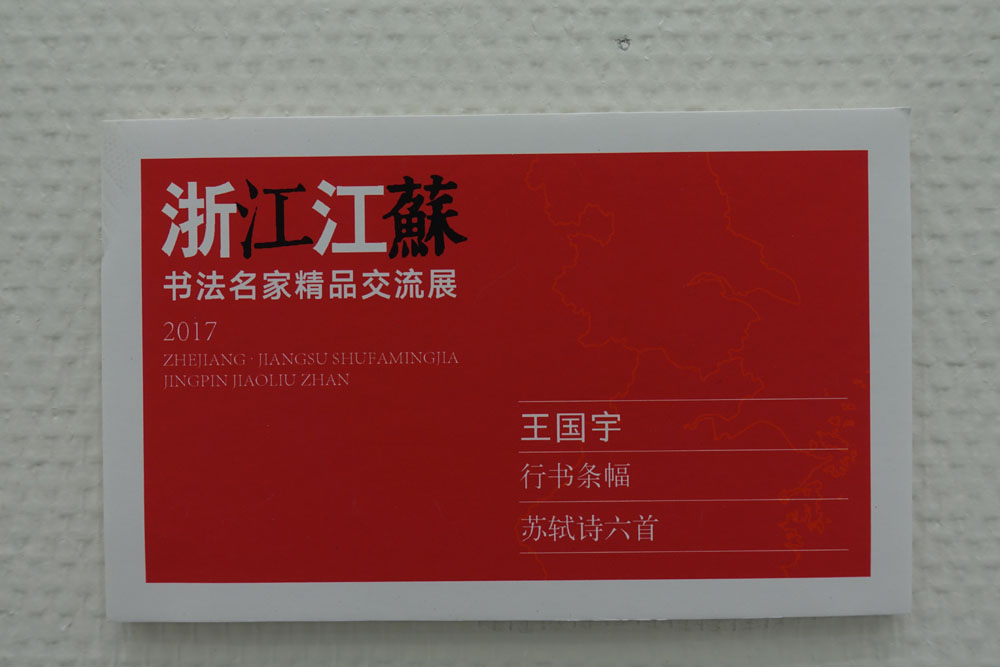 浙江江蘇
书法名家精品交流展
2017
ZHEJIANG · JIANGSU SHUFAMINGJIA
JINGPIN JIAOLIU ZHAN
王国宇
行书条幅
苏轼诗六首